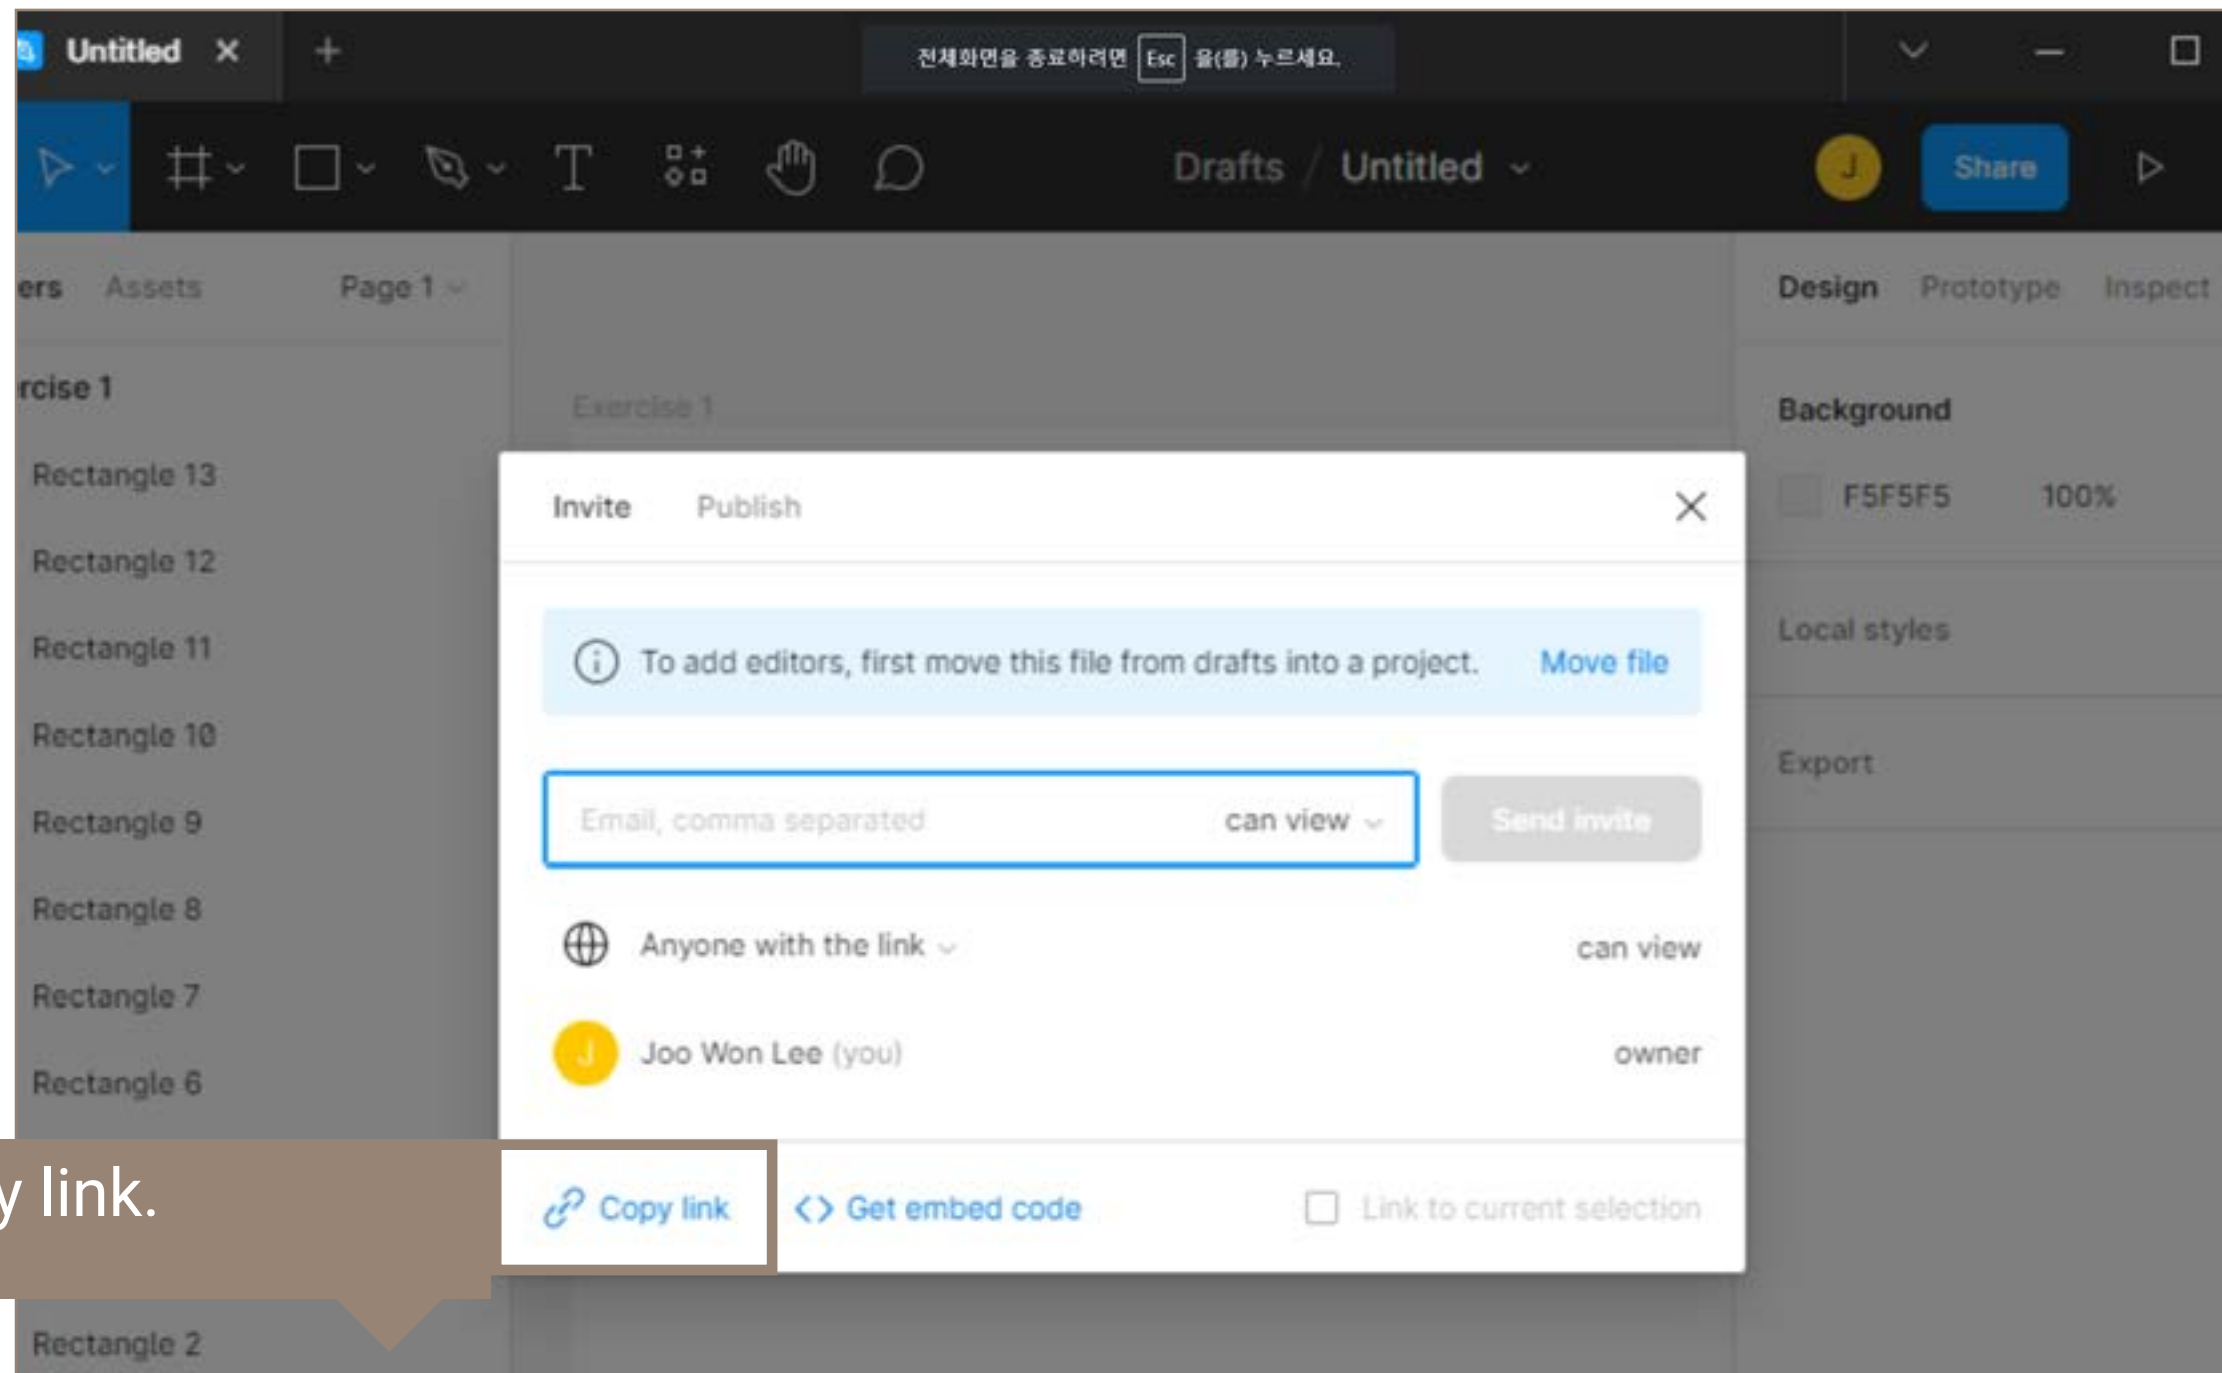 Untitled
전체화면을 종료하려면 Esc 을(를) 누르세요.
Drafts / Untitled
J
Share
ers Assets Page 1
Design Prototype Inspect
rcise 1
Exercise 1
Background
Rectangle 13
F5F5F5 100%
Invite Publish
Rectangle 12
Rectangle 11
Local styles
To add editors, first move this file from drafts into a project. Move file
Rectangle 10
Export
Rectangle 9
Email, comma separated can view Send invite
Rectangle 8
Anyone with the link can view
Rectangle 7
J Joo Won Lee (you) owner
Rectangle 6
y link.
Copy link <> Get embed code Link to current selection
Rectangle 2